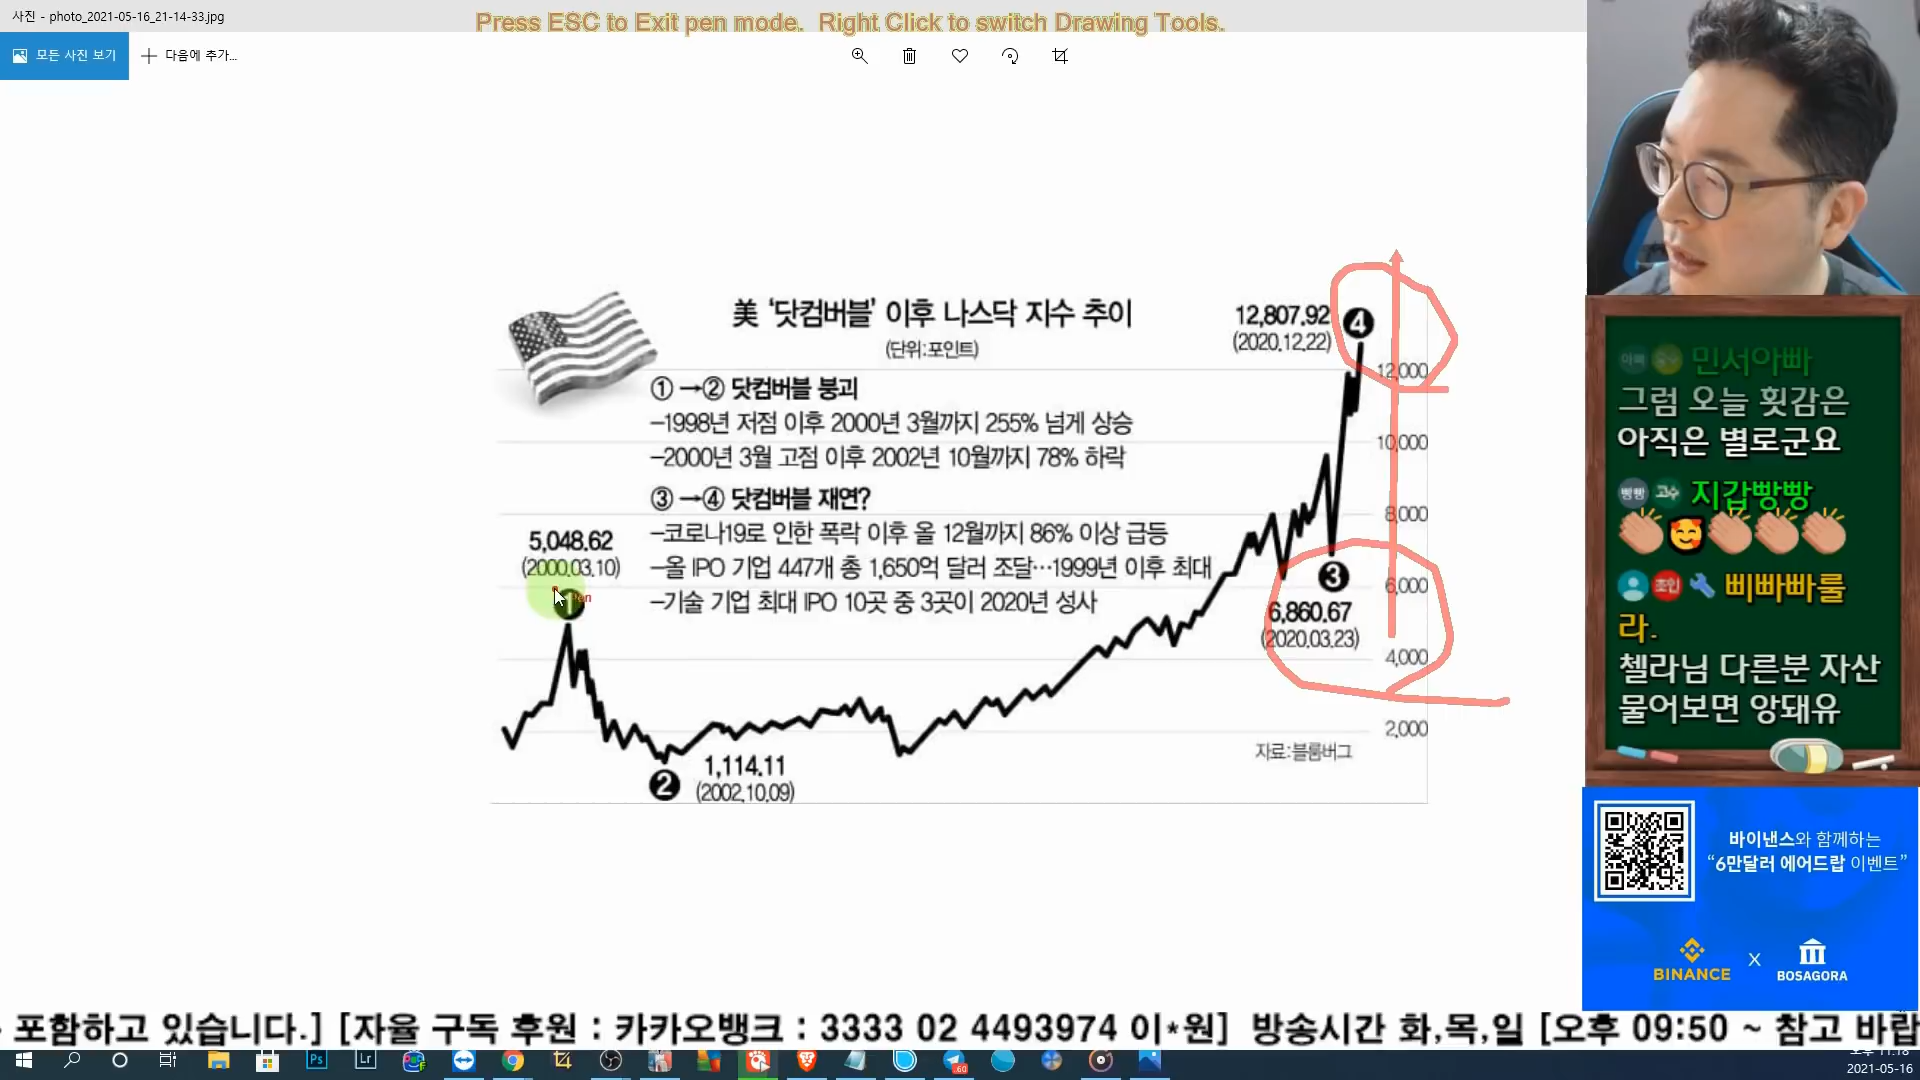 사진 - photo_2021-05-16_21-14-33.jpg
Press ESC to Exit pen mode. Right Click to switch Drawing Tools.
모든 사진 보기
다음에 추가...
美 '닷컴버블' 이후 나스닥 지수 추이
(단위:포인트)
12,807.92
(2020.12.22)
4
① → ② 닷컴버블 붕괴
-1998년 저점 이후 2000년 3월까지 255% 넘게 상승
-2000년 3월 고점 이후 2002년 10월까지 78% 하락
③ → ④ 닷컴버블 재연?
-코로나19로 인한 폭락 이후 올 12월까지 86% 이상 급등
-올 IPO 기업 447개 총 1,650억 달러 조달…1999년 이후 최대
-기술 기업 최대 IPO 10곳 중 3곳이 2020년 성사
5,048.62
(2000.03.10)
1
Pen
3
6,860.67
(2020.03.23)
2
1,114.11
(2002.10.09)
12,000
10,000
8,000
6,000
4,000
2,000
자료:블룸버그
민서아빠
그럼 오늘 횟감은
아직은 별로군요
빵빵 고수 지갑빵빵
초인 삐빠빠룰
라.
첼라님 다른분 자산
물어보면 앙돼유
바이낸스와 함께하는
“6만달러 에어드랍 이벤트”
BINANCE X BOSAGORA
포함하고 있습니다.] [자율 구독 후원 : 카카오뱅크 : 3333 02 4493974 이*원] 방송시간 화,목,일 [오후 09:50 ~ 참고 바랍
Ps
Lr
.60
오후 11:18
2021-05-16